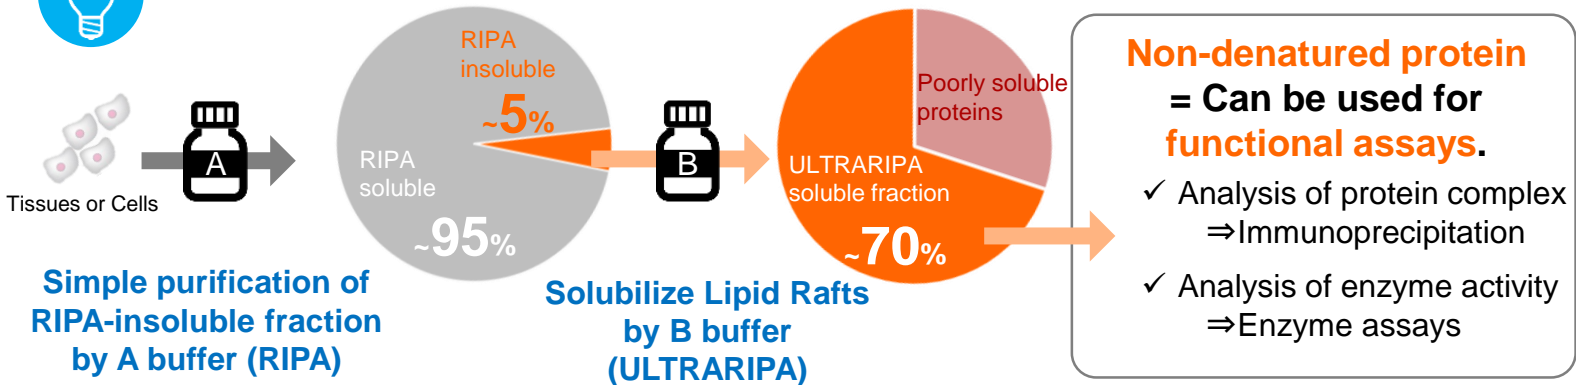 Tissues or Cells
A
Simple purification of
RIPA-insoluble fraction
by A buffer (RIPA)
RIPA
insoluble
~5%
RIPA
soluble
~95%
B
Solubilize Lipid Rafts
by B buffer
(ULTRARIPA)
Poorly soluble
proteins
ULTRARIPA
soluble fraction
~70%
Non-denatured protein
= Can be used for
functional assays.
✓ Analysis of protein complex
⇒Immunoprecipitation
✓ Analysis of enzyme activity
⇒Enzyme assays